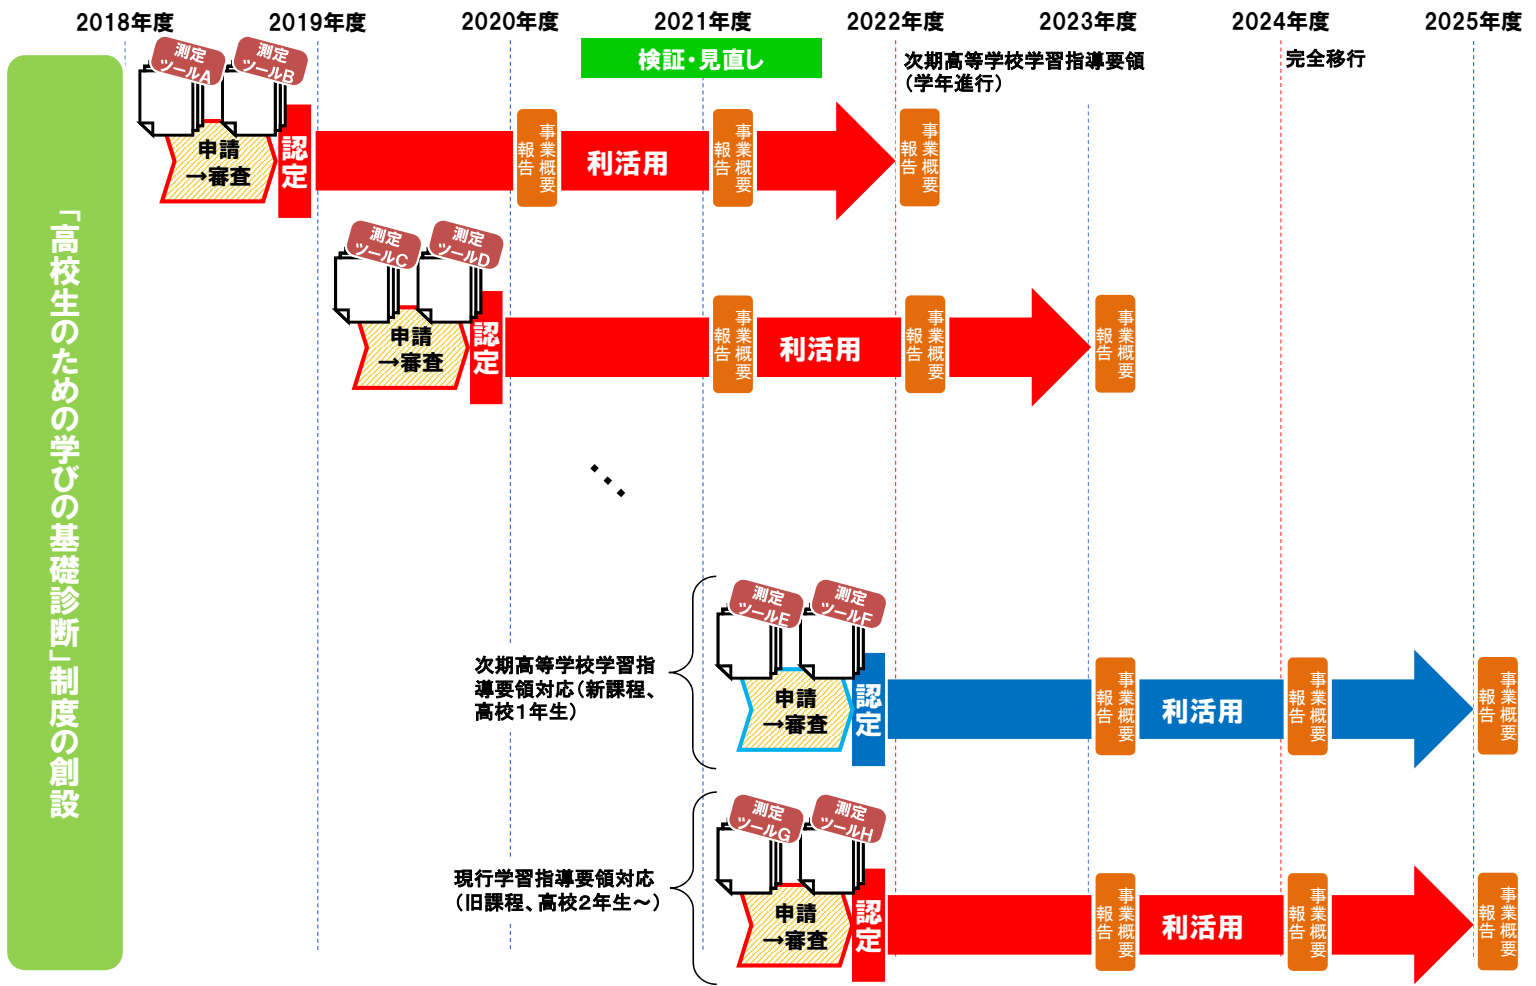 2018年度
2019年度
2020年度
2021年度
2022年度
2023年度
2024年度
2025年度
検証・見直し
次期高等学校学習指導要領
（学年進行）
完全移行
「高校生のための学びの基礎診断」制度の創設
測定
ツールA
測定
ツールB
申請
→審査
認定
利活用
事業概要
報告
事業概要
報告
事業概要
報告
測定
ツールC
測定
ツールD
申請
→審査
認定
利活用
事業概要
報告
事業概要
報告
事業概要
報告
次期高等学校学習指
導要領対応（新課程、
高校１年生）
測定
ツールE
測定
ツールF
申請
→審査
認定
利活用
事業概要
報告
事業概要
報告
事業概要
報告
現行学習指導要領対応
（旧課程、高校２年生～）
測定
ツールG
測定
ツールH
申請
→審査
認定
利活用
事業概要
報告
事業概要
報告
事業概要
報告